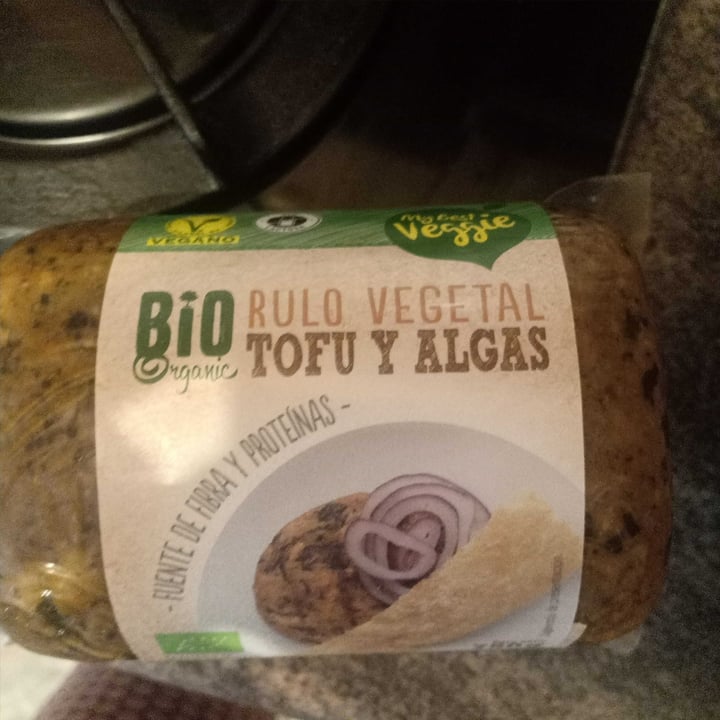 VEGANO
My Best
Veggie
BIO
Organic
RULO VEGETAL
TOFU Y ALGAS
- FUENTE DE FIBRA Y PROTEÍNAS -